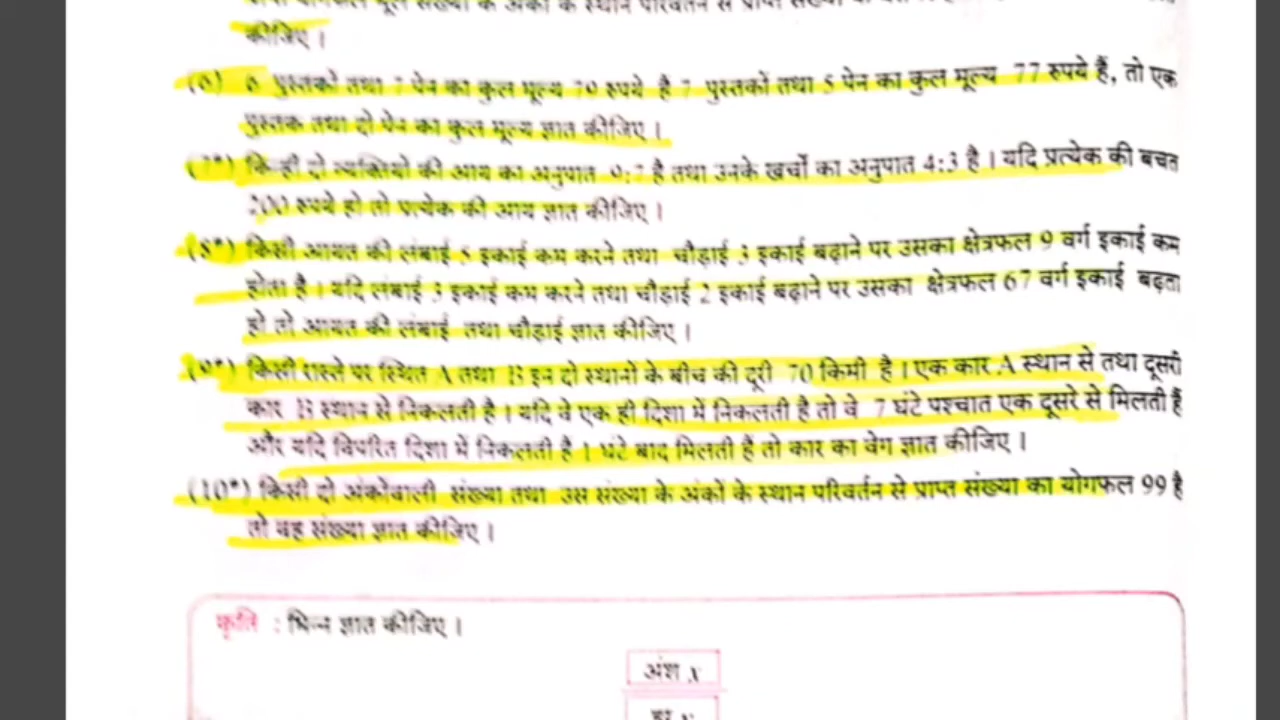 कीजिए ।
(6) 6 पुस्तकों तथा 7 पेन का कुल मूल्य 79 रुपये है 7 पुस्तकों तथा 5 पेन का कुल मूल्य 77 रुपये हैं, तो एक
पुस्तक तथा दो पेन का कुल मूल्य ज्ञात कीजिए ।
(7*) किन्ही दो व्यक्तियों की आय का अनुपात 9:7 है तथा उनके खर्चों का अनुपात 4:3 है । यदि प्रत्येक की बचत
200 रुपये हो तो प्रत्येक की आय ज्ञात कीजिए ।
(8*) किसी आयत की लंबाई 5 इकाई कम करने तथा चौड़ाई 3 इकाई बढ़ाने पर उसका क्षेत्रफल 9 वर्ग इकाई कम
होता है । यदि लंबाई 3 इकाई कम करने तथा चौड़ाई 2 इकाई बढ़ाने पर उसका क्षेत्रफल 67 वर्ग इकाई बढ़ता
हो तो आयत की लंबाई तथा चौड़ाई ज्ञात कीजिए ।
(9*) किसी रास्ते पर स्थित A तथा B इन दो स्थानों के बीच की दूरी 70 किमी है । एक कार A स्थान से तथा दूसरी
कार B स्थान से निकलती है । यदि वे एक ही दिशा में निकलती है तो वे 7 घंटे पश्चात एक दूसरे से मिलती हैं
और यदि विपरित दिशा में निकलती है 1 घंटे बाद मिलती है तो कार का वेग ज्ञात कीजिए ।
(10*) किसी दो अंकोंवाली संख्या तथा उस संख्या के अंकों के स्थान परिवर्तन से प्राप्त संख्या का योगफल 99 है
तो वह संख्या ज्ञात कीजिए ।
कृति : भिन्न ज्ञात कीजिए ।
अंश x